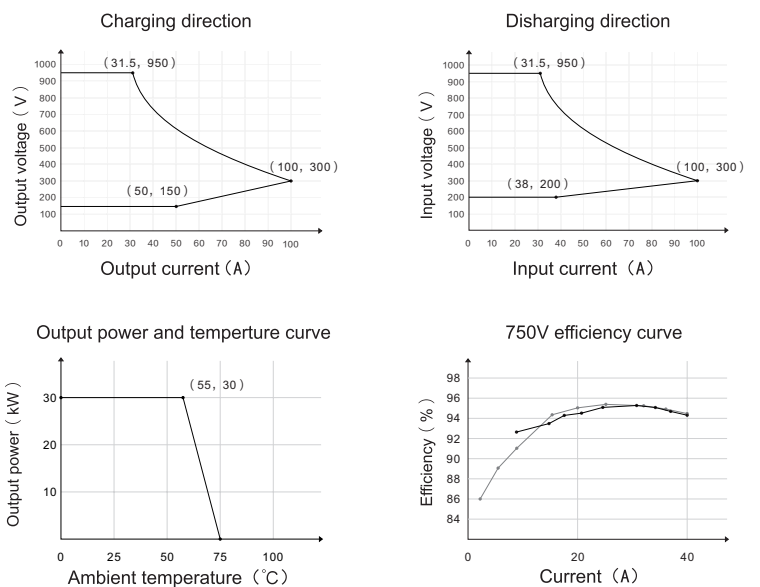 Charging direction
Output voltage（V）
1000
900
800
700
600
500
400
300
200
100
（31.5，950）
（100，300）
（50，150）
0 10 20 30 40 50 60 70 80 90 100
Output current（A）
Disharging direction
Input voltage（V）
1000
900
800
700
600
500
400
300
200
100
（31.5，950）
（100，300）
（38，200）
0 10 20 30 40 50 60 70 80 90 100
Input current（A）
Output power and temperture curve
Output power（kW）
30
20
10
（55，30）
0 25 50 75 100
Ambient temperature（℃）
750V efficiency curve
Efficiency（%）
98
96
94
92
90
88
86
84
0 20 40
Current（A）